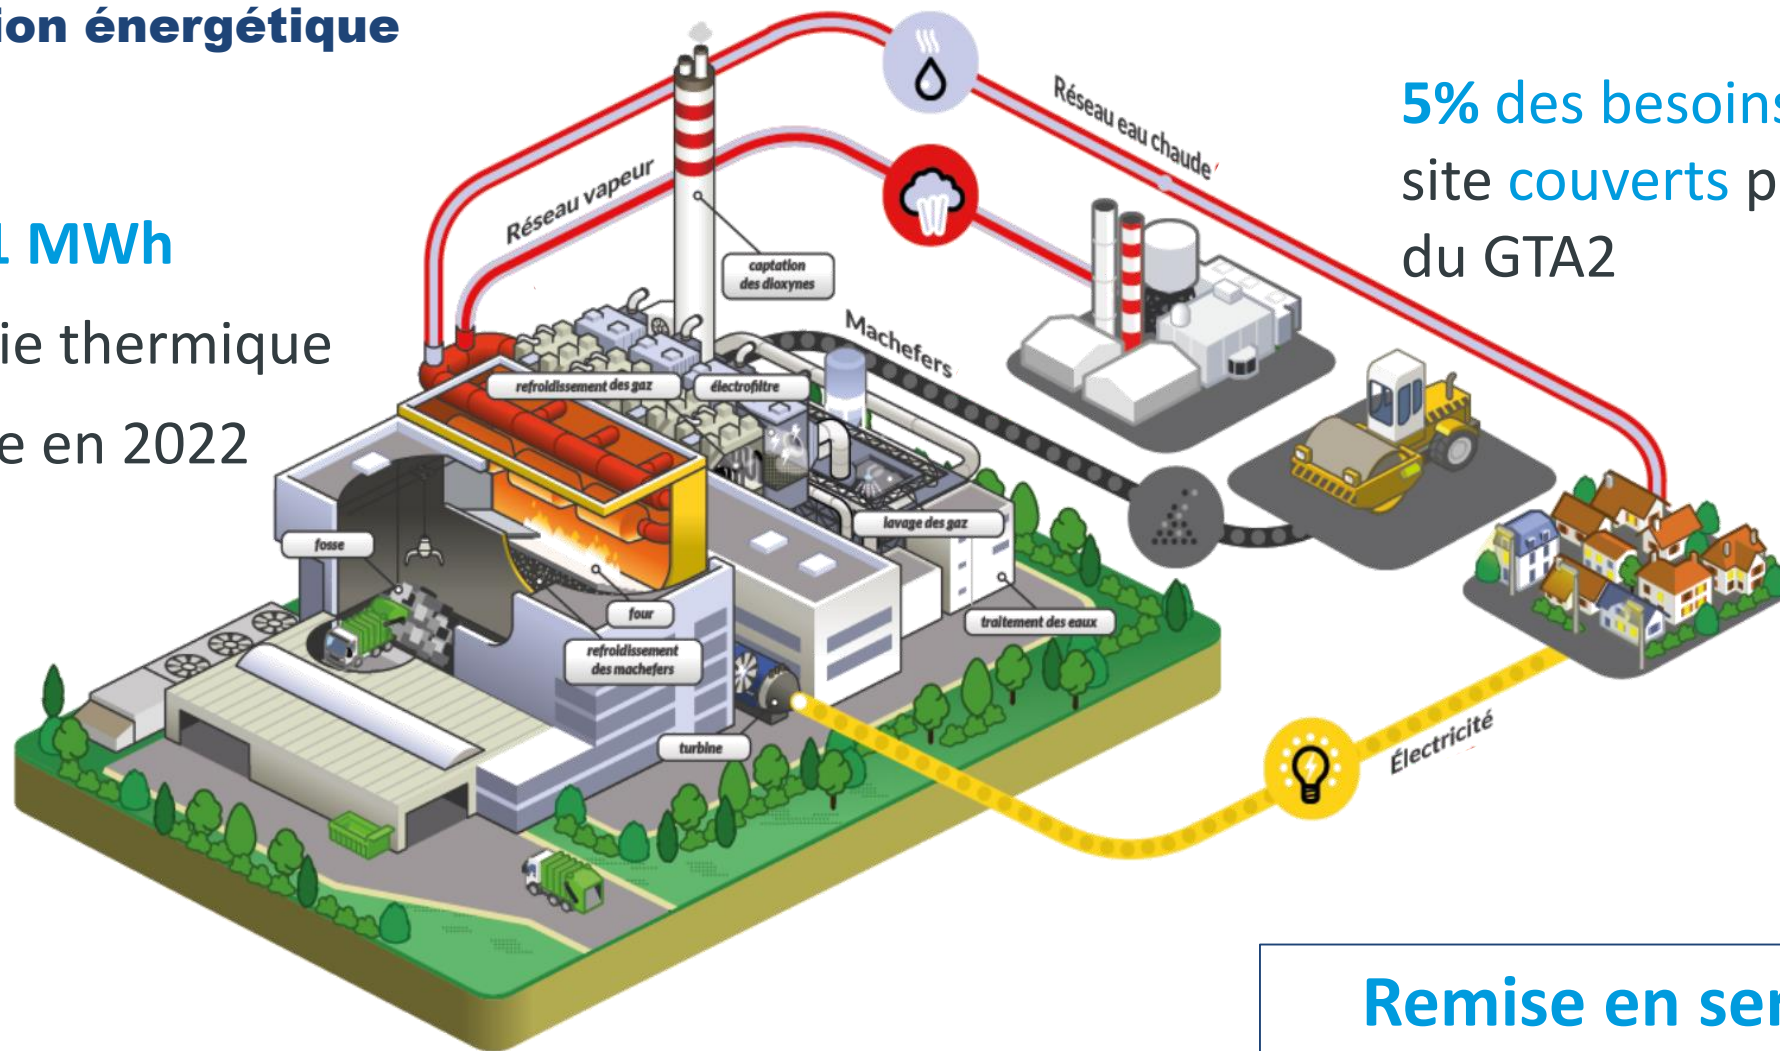 ion énergétique
1 MWh
ie thermique
e en 2022
5% des besoins
site couverts p
du GTA2
Réseau eau chaude
Réseau vapeur
captation
des dioxynes
Machefers
refroidissement des gaz
électrofiltre
lavage des gaz
fosse
four
traitement des eaux
refroidissement
des machefers
turbine
Électricité
Remise en ser